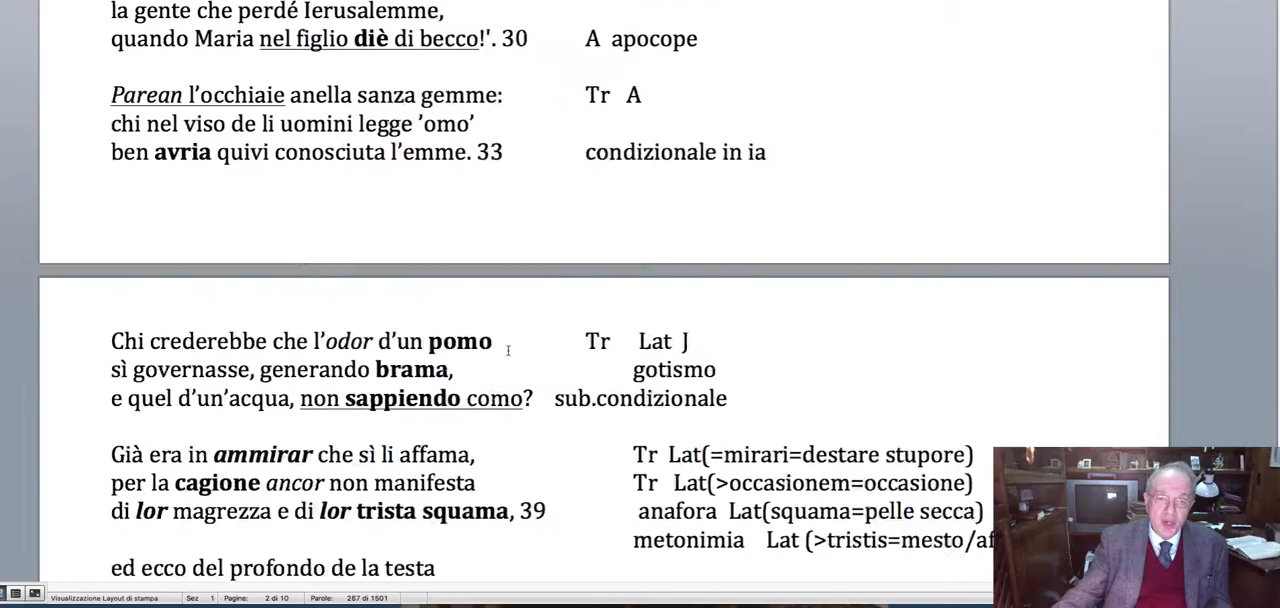 la gente che perdé Ierusalemme,
quando Maria nel figlio diè di becco!'. 30 A apocope
Parean l'occhiaie anella sanza gemme: Tr A
chi nel viso de li uomini legge 'omo'
ben avria quivi conosciuta l'emme. 33 condizionale in ia
Chi crederebbe che l'odor d'un pomo Tr Lat J
sì governasse, generando brama, gotismo
e quel d'un'acqua, non sappiendo como? sub.condizionale
Già era in ammirar che sì li affama, Tr Lat(=mirari=destare stupore)
per la cagione ancor non manifesta Tr Lat(>occasionem=occasione)
di lor magrezza e di lor trista squama, 39 anafora Lat(squama=pelle secca)
metonimia Lat (>tristis=mesto/af
ed ecco del profondo de la testa
Visualizzazione Layout di stampa Sez 1 Pagine: 2 di 10 Parole: 267 di 1501